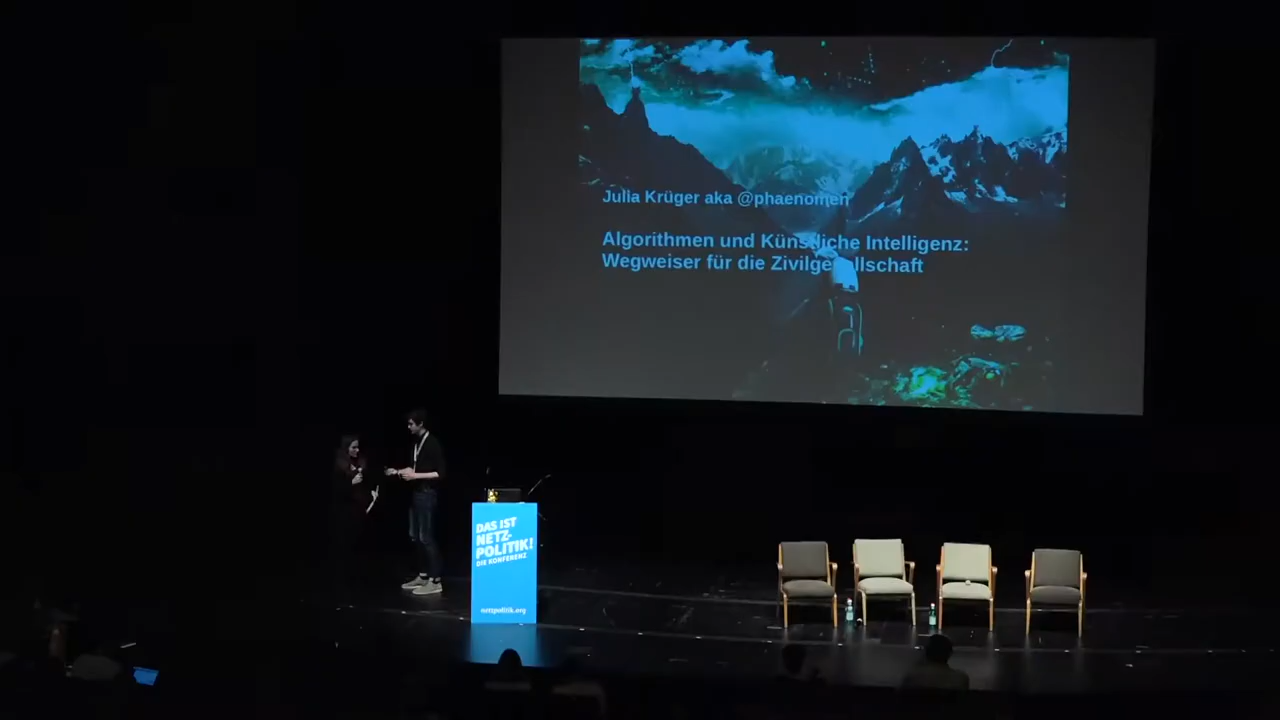 Julia Krüger aka @phaenomen
Algorithmen und Künstliche Intelligenz:
Wegweiser für die Zivilgesellschaft
DAS IST
NETZ-
POLITIK!
DIE KONFERENZ
netzpolitik.org